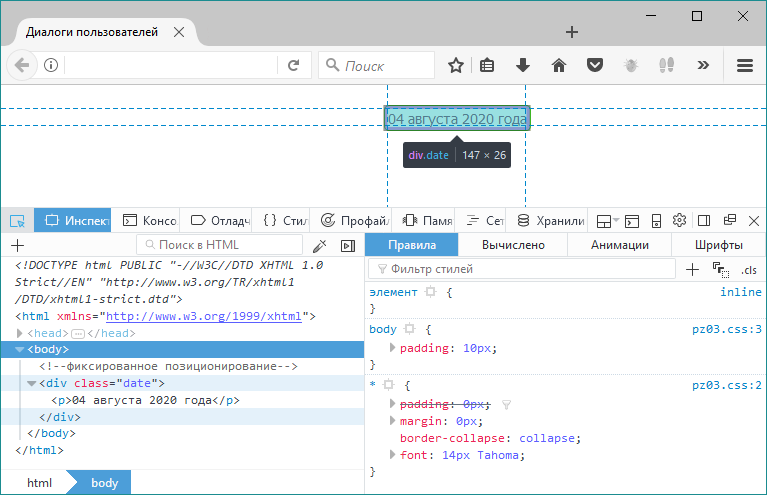 Диалоги пользователей
Поиск
04 августа 2020 года
div.date | 147 × 26
Инспек
Консо
Отладч
{} Стил
Профайл
Памя
Сет
Хранили
+
Поиск в HTML
<!DOCTYPE html PUBLIC "-//W3C//DTD XHTML 1.0
Strict//EN" "http://www.w3.org/TR/xhtml1
/DTD/xhtml1-strict.dtd">
<html xmlns="http://www.w3.org/1999/xhtml">
<head></head>
<body>
<!--фиксированное позиционирование-->
<div class="date">
<p>04 августа 2020 года</p>
</div>
</body>
</html>
html
body
Правила
Вычислено
Анимации
Шрифты
Фильтр стилей
+
.cls
элемент { inline
}
body { pz03.css:3
padding: 10px;
}
* { pz03.css:2
padding: 0px;
margin: 0px;
border-collapse: collapse;
font: 14px Tahoma;
}